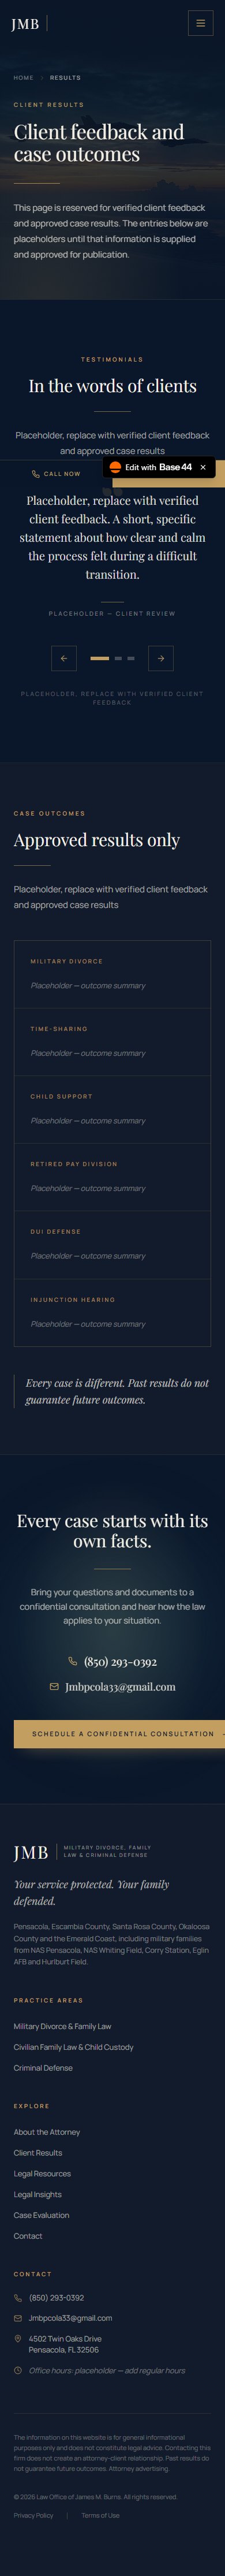 JMB
HOME
RESULTS
CLIENT RESULTS
Client feedback and
case outcomes
This page is reserved for verified client feedback
and approved case results. The entries below are
placeholders until that information is supplied
and approved for publication.
TESTIMONIALS
In the words of clients
Placeholder, replace with verified client feedback
and approved case results
CALL NOW
Edit with Base44
Placeholder, replace with verified
client feedback. A short, specific
statement about how clear and calm
the process felt during a difficult
transition.
PLACEHOLDER — CLIENT REVIEW
PLACEHOLDER, REPLACE WITH VERIFIED CLIENT
FEEDBACK
CASE OUTCOMES
Approved results only
Placeholder, replace with verified client feedback
and approved case results
MILITARY DIVORCE
Placeholder — outcome summary
TIME-SHARING
Placeholder — outcome summary
CHILD SUPPORT
Placeholder — outcome summary
RETIRED PAY DIVISION
Placeholder — outcome summary
DUI DEFENSE
Placeholder — outcome summary
INJUNCTION HEARING
Placeholder — outcome summary
Every case is different. Past results do not
guarantee future outcomes.
Every case starts with its
own facts.
Bring your questions and documents to a
confidential consultation and hear how the law
applies to your situation.
(850) 293-0392
Jmbpcola33@gmail.com
SCHEDULE A CONFIDENTIAL CONSULTATION
JMB
MILITARY DIVORCE, FAMILY
LAW & CRIMINAL DEFENSE
Your service protected. Your family
defended.
Pensacola, Escambia County, Santa Rosa County, Okaloosa
County and the Emerald Coast, including military families
from NAS Pensacola, NAS Whiting Field, Corry Station, Eglin
AFB and Hurlburt Field.
PRACTICE AREAS
Military Divorce & Family Law
Civilian Family Law & Child Custody
Criminal Defense
EXPLORE
About the Attorney
Client Results
Legal Resources
Legal Insights
Case Evaluation
Contact
CONTACT
(850) 293-0392
Jmbpcola33@gmail.com
4502 Twin Oaks Drive
Pensacola, FL 32506
Office hours: placeholder — add regular hours
The information on this website is for general informational
purposes only and does not constitute legal advice. Contacting this
firm does not create an attorney-client relationship. Past results do
not guarantee future outcomes. Attorney advertising.
© 2026 Law Office of James M. Burns. All rights reserved.
Privacy Policy
Terms of Use